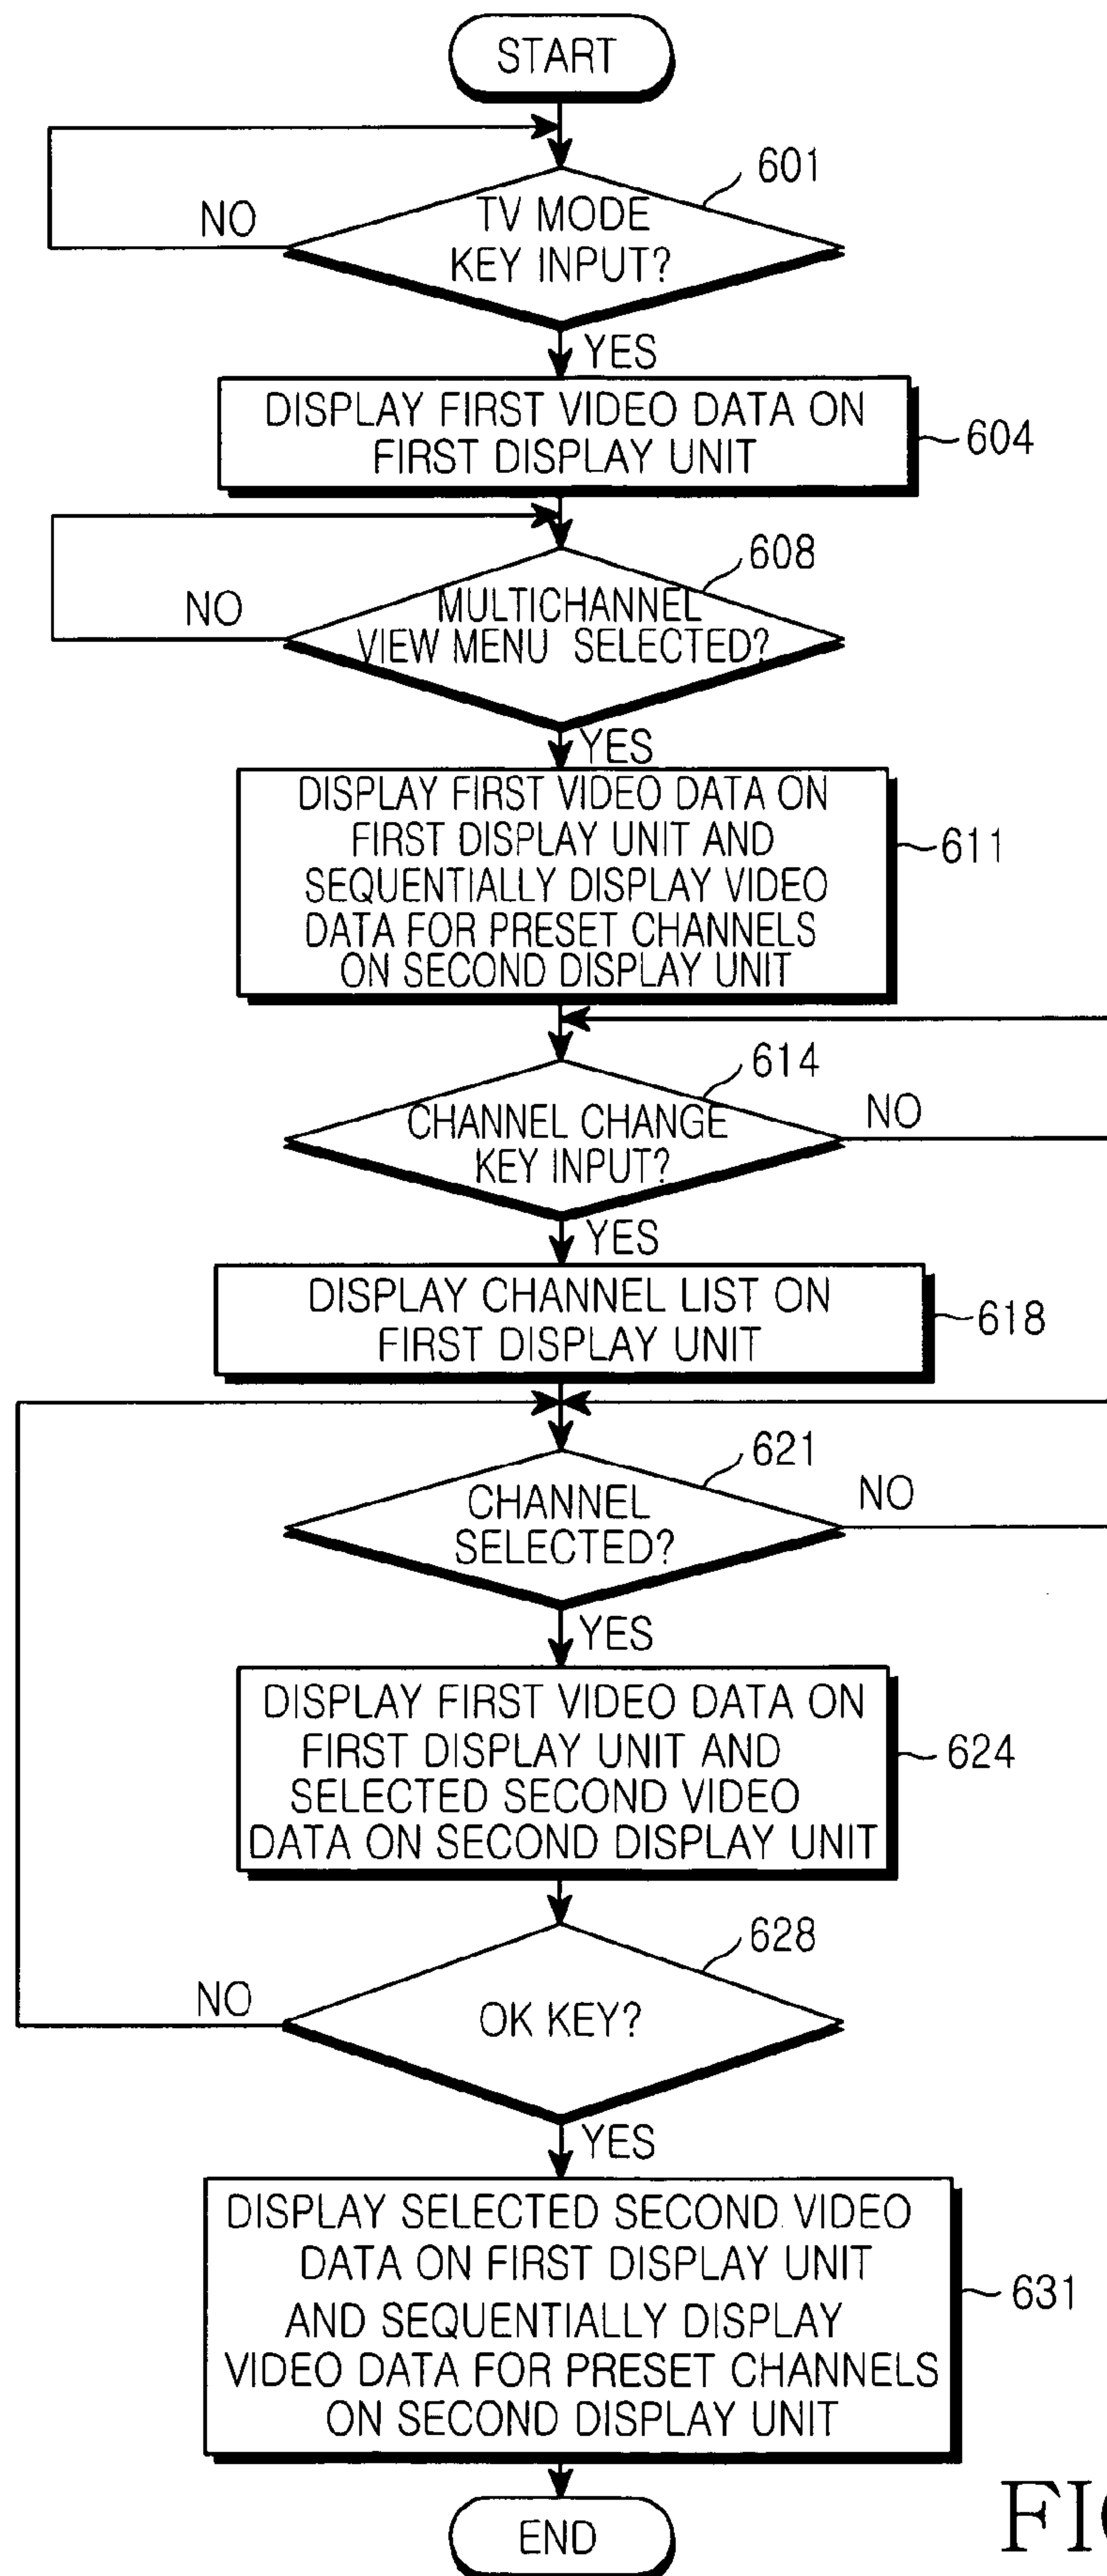 START
601
TV MODE
KEY INPUT?
NO
YES
DISPLAY FIRST VIDEO DATA ON
FIRST DISPLAY UNIT
604
608
MULTICHANNEL
VIEW MENU SELECTED?
NO
YES
DISPLAY FIRST VIDEO DATA ON
FIRST DISPLAY UNIT AND
SEQUENTIALLY DISPLAY VIDEO
DATA FOR PRESET CHANNELS
ON SECOND DISPLAY UNIT
611
614
CHANNEL CHANGE
KEY INPUT?
NO
YES
DISPLAY CHANNEL LIST ON
FIRST DISPLAY UNIT
618
621
CHANNEL
SELECTED?
NO
YES
DISPLAY FIRST VIDEO DATA ON
FIRST DISPLAY UNIT AND
SELECTED SECOND VIDEO
DATA ON SECOND DISPLAY UNIT
624
628
OK KEY?
NO
YES
DISPLAY SELECTED SECOND VIDEO
DATA ON FIRST DISPLAY UNIT
AND SEQUENTIALLY DISPLAY
VIDEO DATA FOR PRESET CHANNELS
ON SECOND DISPLAY UNIT
631
END